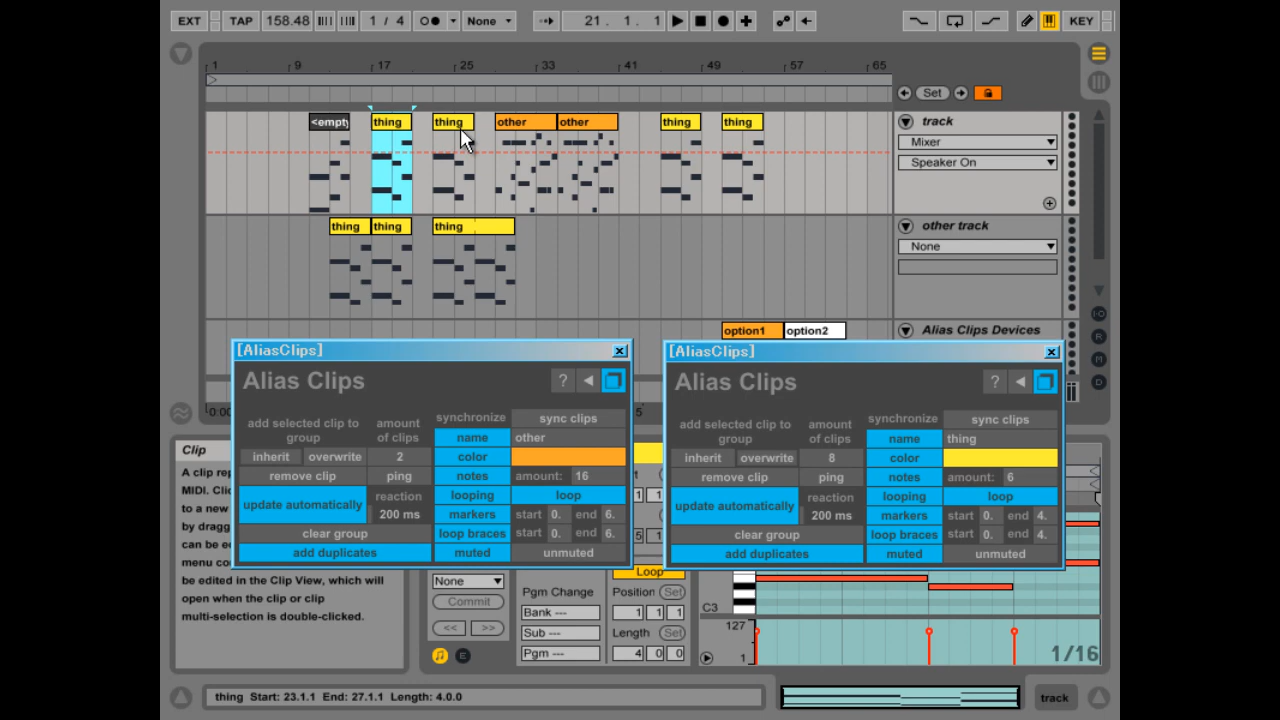 EXT TAP 158.48 1 / 4 None 21. 1. 1 KEY
1 9 17 25 33 41 49 57 65
Set
<empty thing thing other other thing thing
track
Mixer
Speaker On
thing thing thing
other track
None
option1 option2
Alias Clips Devices
[AliasClips]
Alias Clips
?
add selected clip to group
amount of clips
synchronize
sync clips
name
other
inherit
overwrite
2
color
remove clip
ping
notes
amount: 16
update automatically
reaction
200 ms
looping
loop
markers
start 0. end 6.
clear group
loop braces
start 0. end 6.
add duplicates
muted
unmuted
[AliasClips]
Alias Clips
?
add selected clip to group
amount of clips
synchronize
sync clips
name
thing
inherit
overwrite
8
color
remove clip
ping
notes
amount: 6
update automatically
reaction
200 ms
looping
loop
markers
start 0. end 4.
clear group
loop braces
start 0. end 4.
add duplicates
muted
unmuted
0:00
Clip
A clip rep
MIDI. Clic
to a new
by dragg
can be e
menu co
be edited in the Clip View, which will
open when the clip or clip
multi-selection is double-clicked.
None
Commit
<< >>
Pgm Change
Bank ---
Sub ---
Pgm ---
Loop
Position Set
1 1 1
Length Set
4 0 0
C3
127
1
1/16
thing Start: 23.1.1 End: 27.1.1 Length: 4.0.0
track